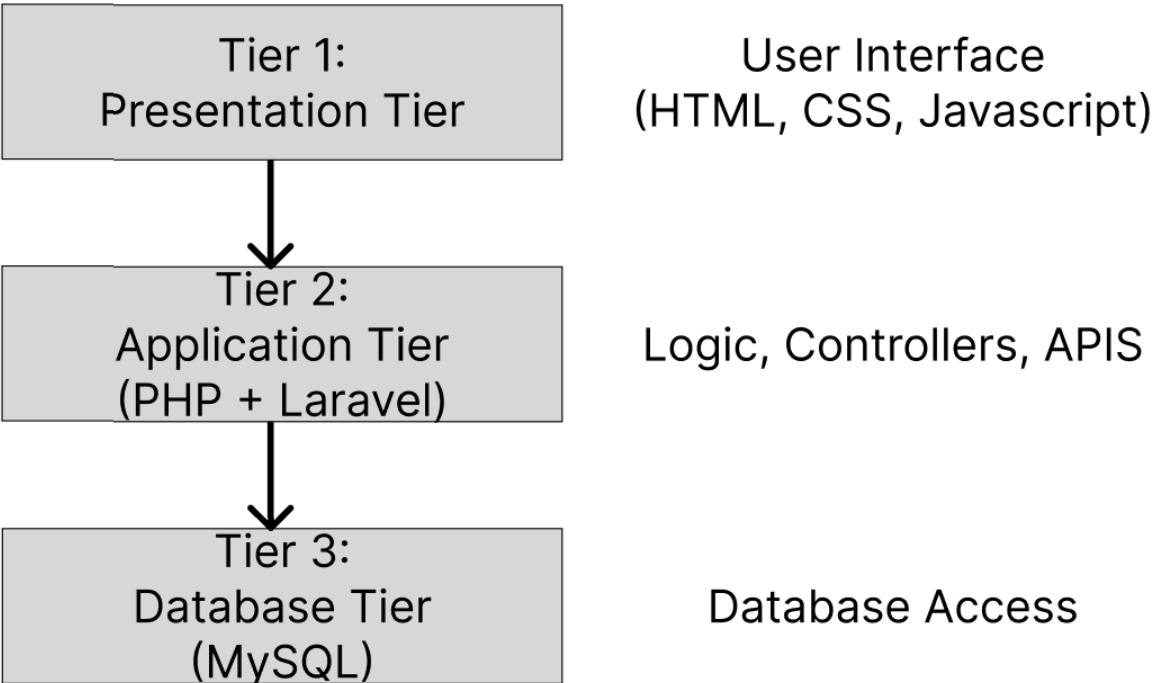 Tier 1:
Presentation Tier
User Interface
(HTML, CSS, Javascript)
Tier 2:
Application Tier
(PHP + Laravel)
Logic, Controllers, APIS
Tier 3:
Database Tier
(MySQL)
Database Access